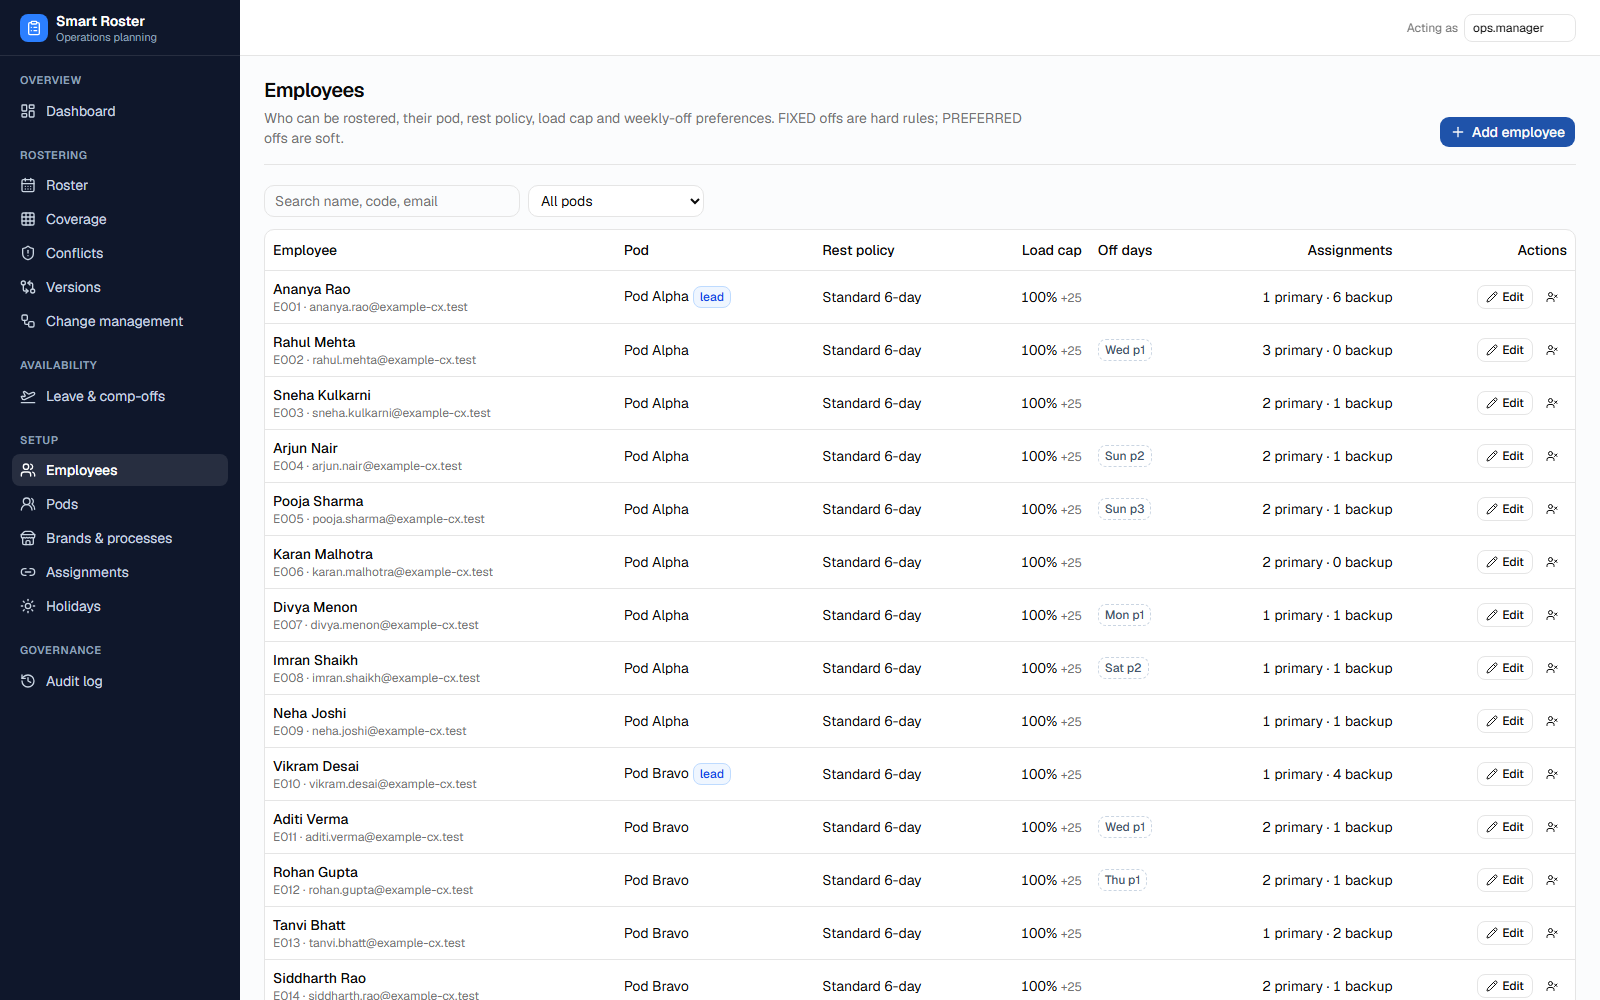 Smart Roster
Operations planning
Acting as ops.manager
OVERVIEW
Dashboard
ROSTERING
Roster
Coverage
Conflicts
Versions
Change management
AVAILABILITY
Leave & comp-offs
SETUP
Employees
Pods
Brands & processes
Assignments
Holidays
GOVERNANCE
Audit log
Employees
Who can be rostered, their pod, rest policy, load cap and weekly-off preferences. FIXED offs are hard rules; PREFERRED
offs are soft.
Add employee
Search name, code, email
All pods
Employee Pod Rest policy Load cap Off days Assignments Actions
Ananya Rao
E001 · ananya.rao@example-cx.test
Pod Alpha lead Standard 6-day 100% +25 1 primary · 6 backup Edit
Rahul Mehta
E002 · rahul.mehta@example-cx.test
Pod Alpha Standard 6-day 100% +25 Wed p1 3 primary · 0 backup Edit
Sneha Kulkarni
E003 · sneha.kulkarni@example-cx.test
Pod Alpha Standard 6-day 100% +25 2 primary · 1 backup Edit
Arjun Nair
E004 · arjun.nair@example-cx.test
Pod Alpha Standard 6-day 100% +25 Sun p2 2 primary · 1 backup Edit
Pooja Sharma
E005 · pooja.sharma@example-cx.test
Pod Alpha Standard 6-day 100% +25 Sun p3 2 primary · 1 backup Edit
Karan Malhotra
E006 · karan.malhotra@example-cx.test
Pod Alpha Standard 6-day 100% +25 2 primary · 0 backup Edit
Divya Menon
E007 · divya.menon@example-cx.test
Pod Alpha Standard 6-day 100% +25 Mon p1 1 primary · 1 backup Edit
Imran Shaikh
E008 · imran.shaikh@example-cx.test
Pod Alpha Standard 6-day 100% +25 Sat p2 1 primary · 1 backup Edit
Neha Joshi
E009 · neha.joshi@example-cx.test
Pod Alpha Standard 6-day 100% +25 1 primary · 1 backup Edit
Vikram Desai
E010 · vikram.desai@example-cx.test
Pod Bravo lead Standard 6-day 100% +25 1 primary · 4 backup Edit
Aditi Verma
E011 · aditi.verma@example-cx.test
Pod Bravo Standard 6-day 100% +25 Wed p1 2 primary · 1 backup Edit
Rohan Gupta
E012 · rohan.gupta@example-cx.test
Pod Bravo Standard 6-day 100% +25 Thu p1 2 primary · 1 backup Edit
Tanvi Bhatt
E013 · tanvi.bhatt@example-cx.test
Pod Bravo Standard 6-day 100% +25 1 primary · 2 backup Edit
Siddharth Rao
E014 · siddharth.rao@example-cx.test
Pod Bravo Standard 6-day 100% +25 2 primary · 1 backup Edit